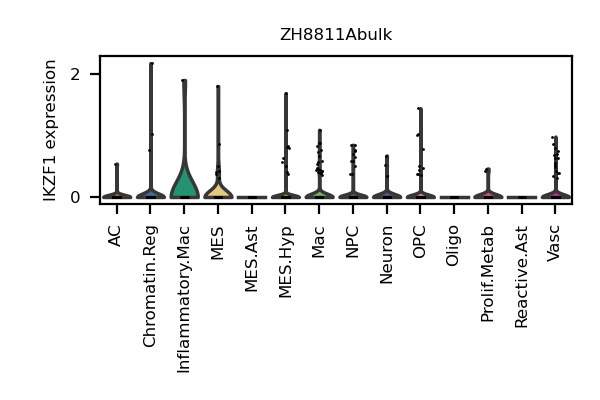 ZH8811Abulk
IKZF1 expression
2
0
AC
Chromatin.Reg
Inflammatory.Mac
MES
MES.Ast
MES.Hyp
Mac
NPC
Neuron
OPC
Oligo
Prolif.Metab
Reactive.Ast
Vasc